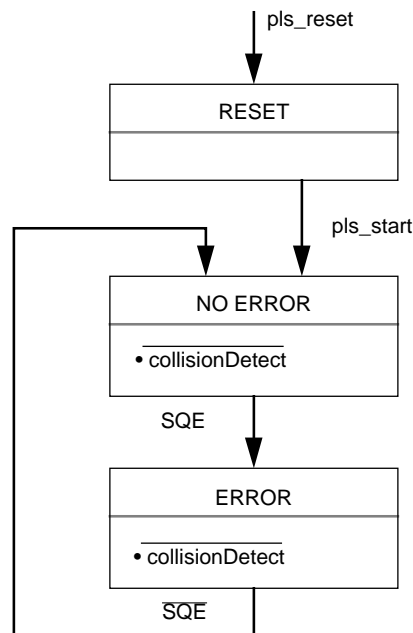 pls_reset
RESET
pls_start
NO ERROR
• collisionDetect
SQE
ERROR
• collisionDetect
SQE